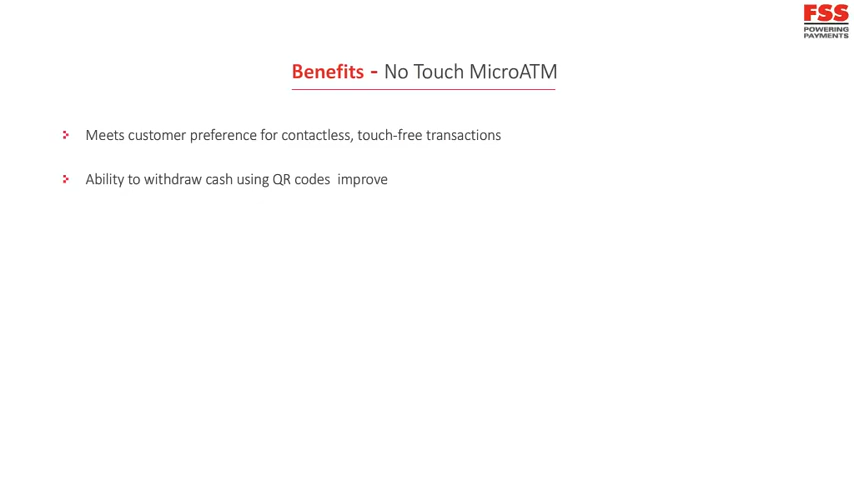 FSS
POWERING
PAYMENTS
Benefits - No Touch MicroATM
Meets customer preference for contactless, touch-free transactions
Ability to withdraw cash using QR codes  improve